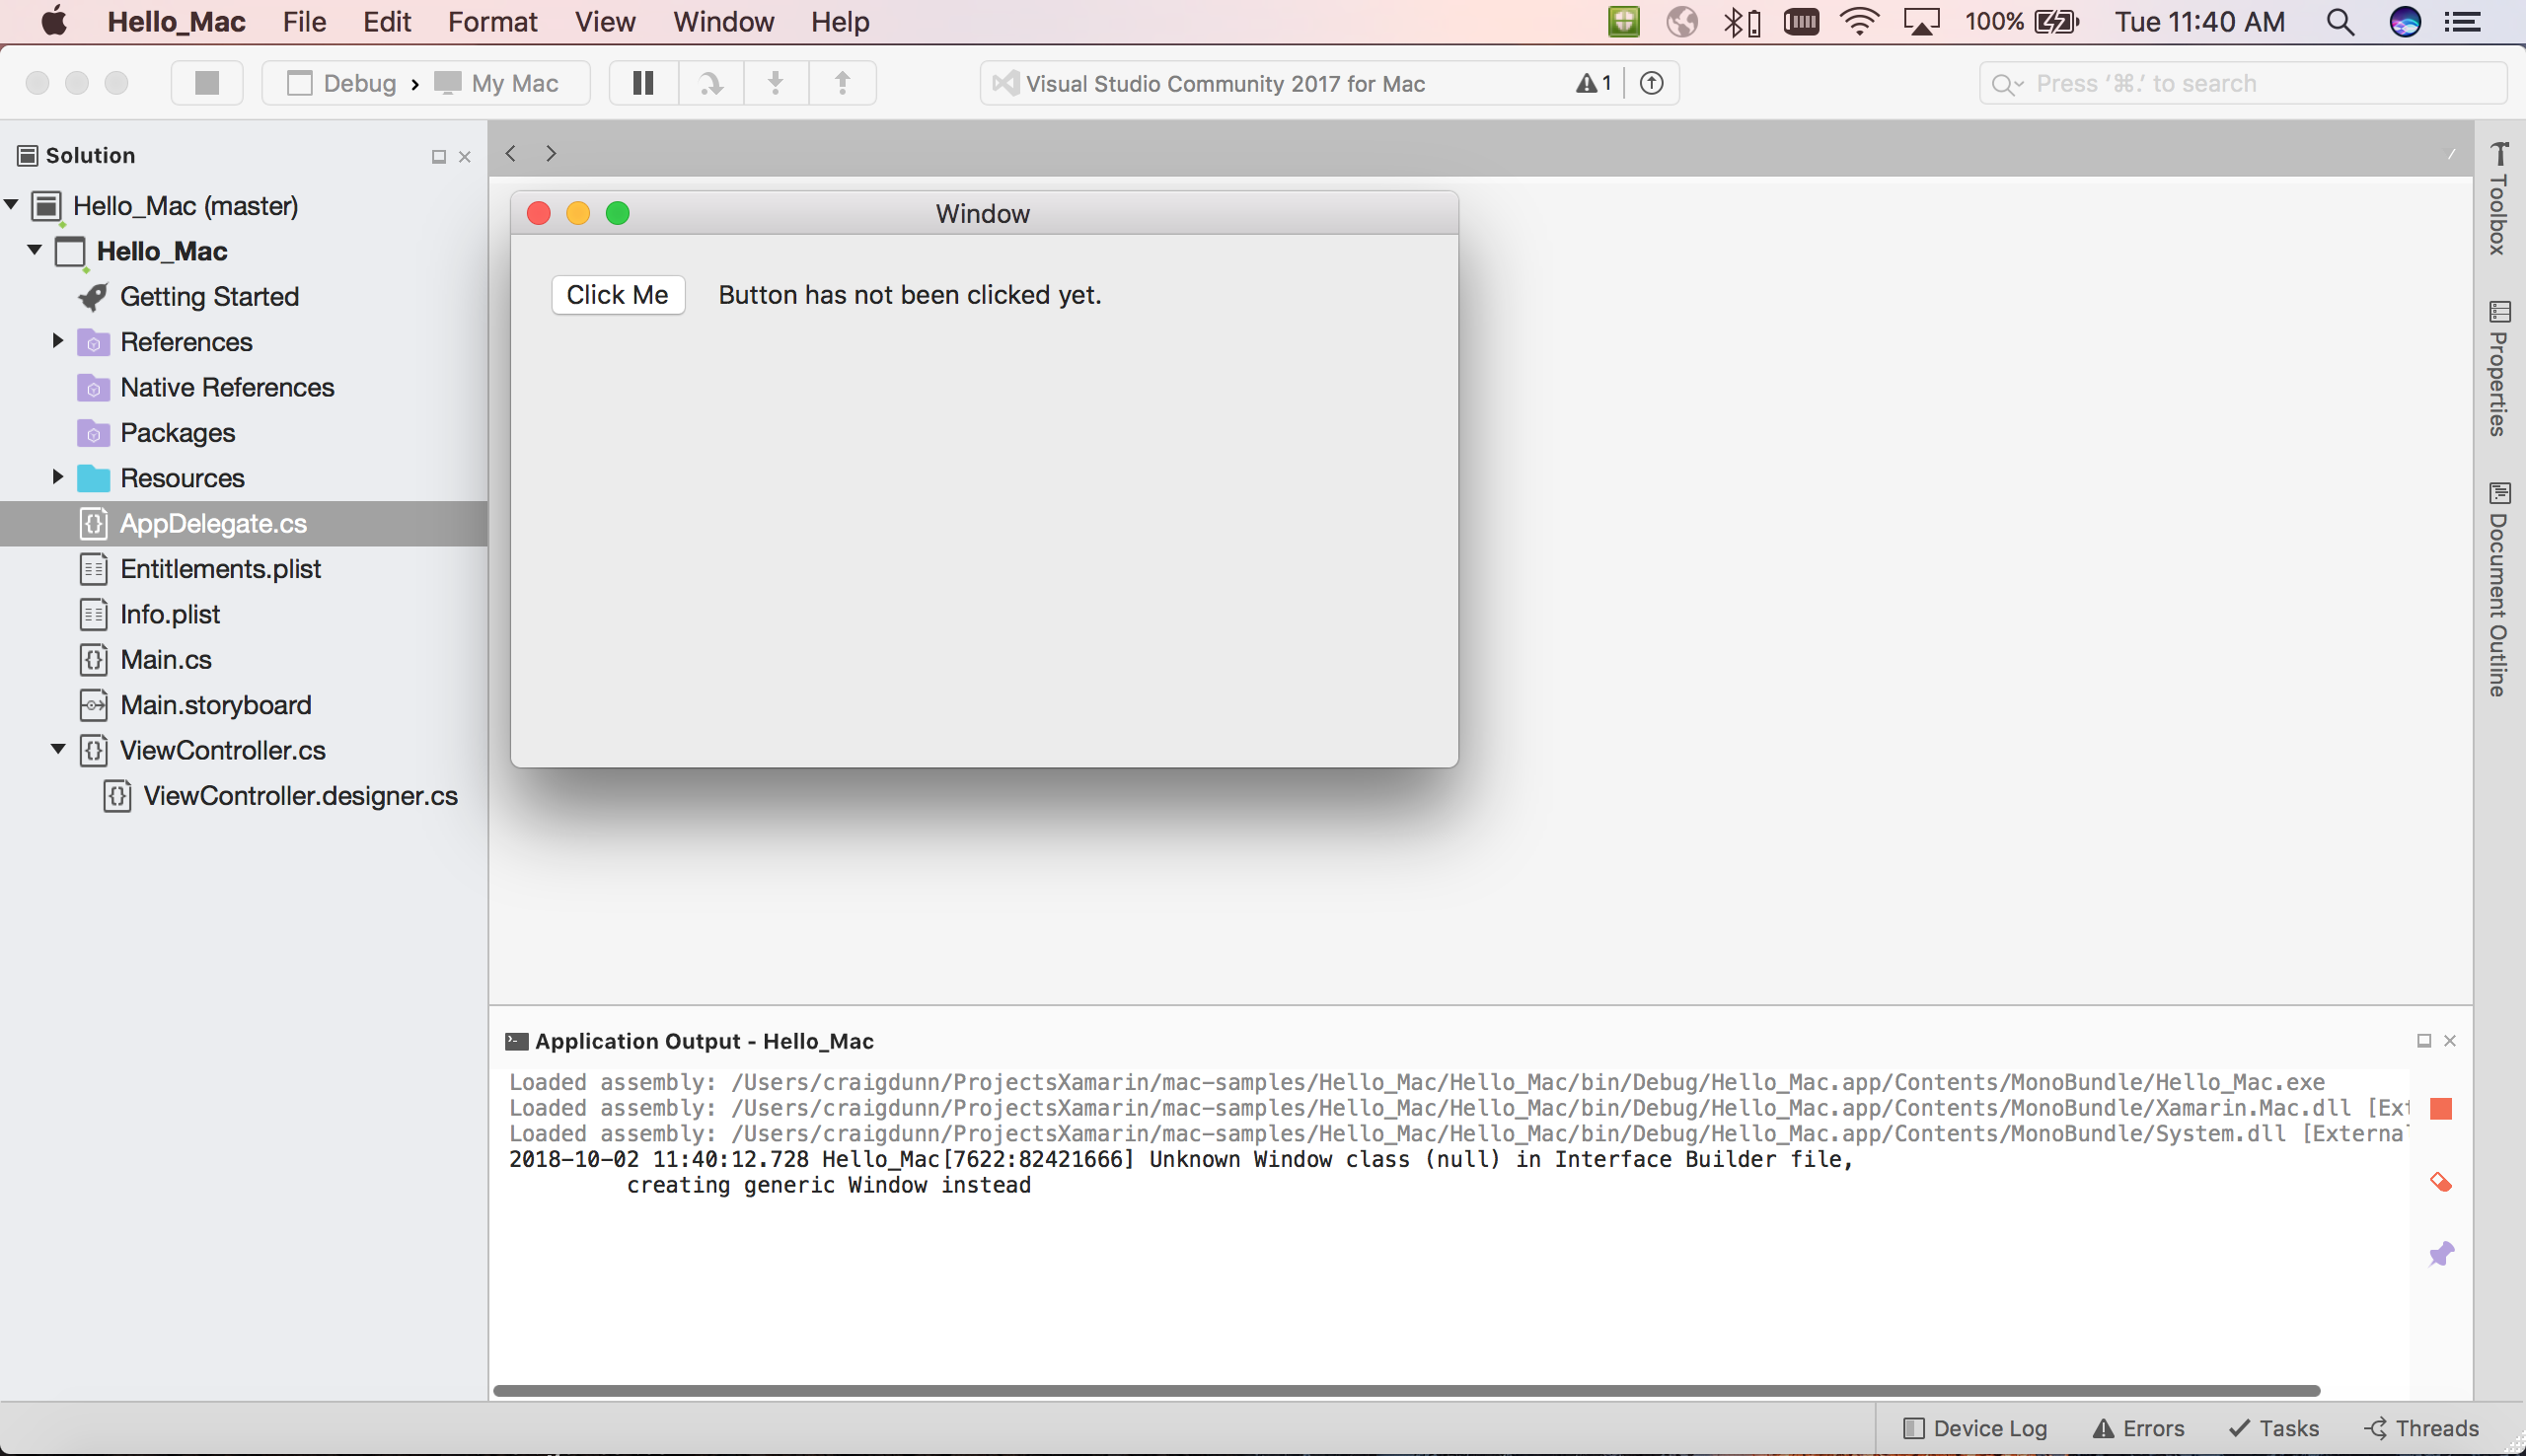 Hello_Mac File Edit Format View Window Help 100% Tue 11:40 AM
Debug › My Mac Visual Studio Community 2017 for Mac 1 Press ‘⌘.’ to search
Solution
Hello_Mac (master)
Hello_Mac
Getting Started
References
Native References
Packages
Resources
AppDelegate.cs
Entitlements.plist
Info.plist
Main.cs
Main.storyboard
ViewController.cs
ViewController.designer.cs
Window
Click Me Button has not been clicked yet.
Toolbox
Properties
Document Outline
Application Output - Hello_Mac
Loaded assembly: /Users/craigdunn/ProjectsXamarin/mac-samples/Hello_Mac/Hello_Mac/bin/Debug/Hello_Mac.app/Contents/MonoBundle/Hello_Mac.exe
Loaded assembly: /Users/craigdunn/ProjectsXamarin/mac-samples/Hello_Mac/Hello_Mac/bin/Debug/Hello_Mac.app/Contents/MonoBundle/Xamarin.Mac.dll [Ext
Loaded assembly: /Users/craigdunn/ProjectsXamarin/mac-samples/Hello_Mac/Hello_Mac/bin/Debug/Hello_Mac.app/Contents/MonoBundle/System.dll [Externa
2018-10-02 11:40:12.728 Hello_Mac[7622:82421666] Unknown Window class (null) in Interface Builder file,
creating generic Window instead
Device Log Errors Tasks Threads